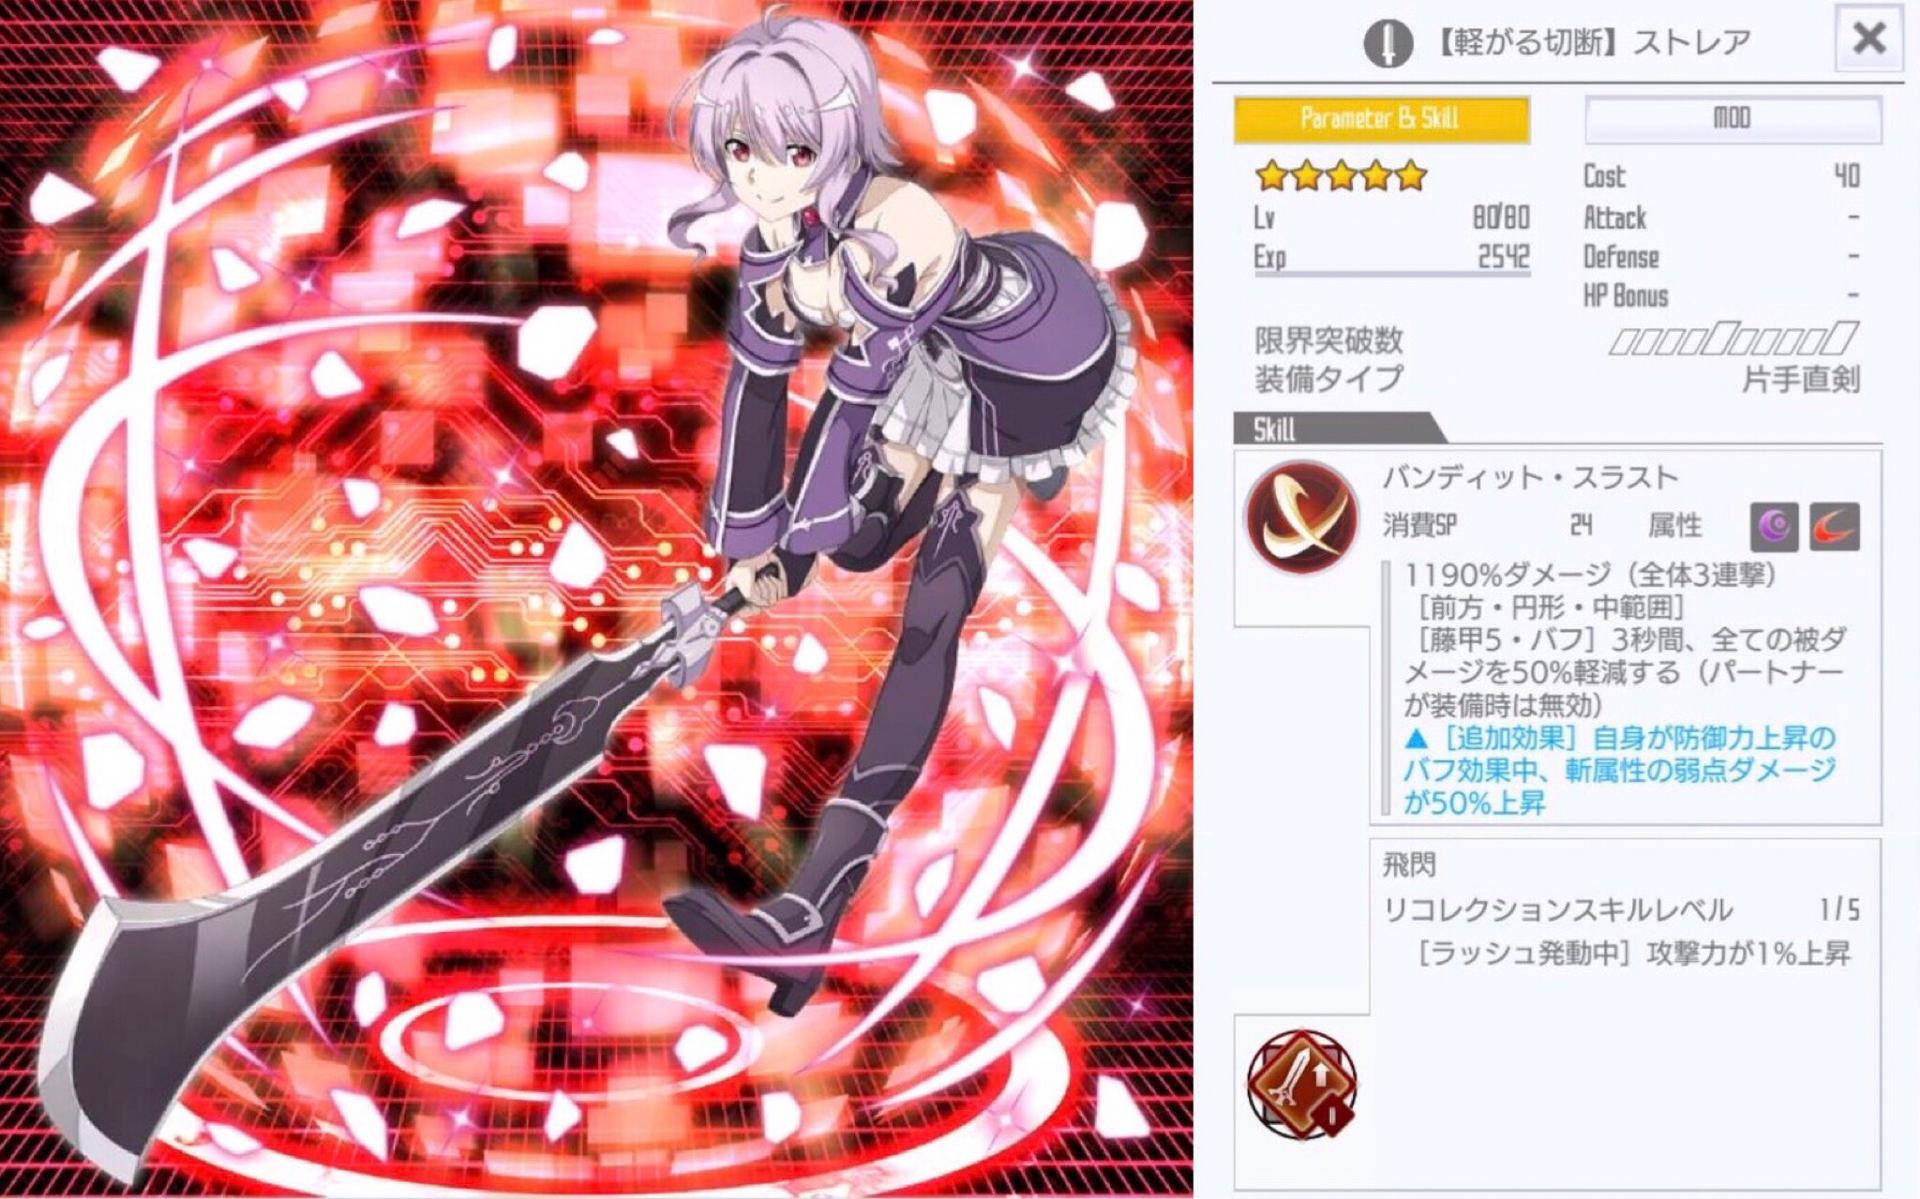 【軽がる切断】ストレア
Parameter & Skill
MOD
Lv 80/80
Exp 2542
Cost 40
Attack -
Defense -
HP Bonus -
限界突破数
装備タイプ 片手直剣
Skill
バンディット・スラスト
消費SP 24 属性
1190%ダメージ（全体3連撃）
［前方・円形・中範囲］
［藤甲5・バフ］3秒間、全ての被ダ
メージを50%軽減する（パートナー
が装備時は無効）
▲［追加効果］自身が防御力上昇の
バフ効果中、斬属性の弱点ダメージ
が50%上昇
飛閃
リコレクションスキルレベル 1/5
［ラッシュ発動中］攻撃力が1%上昇
I